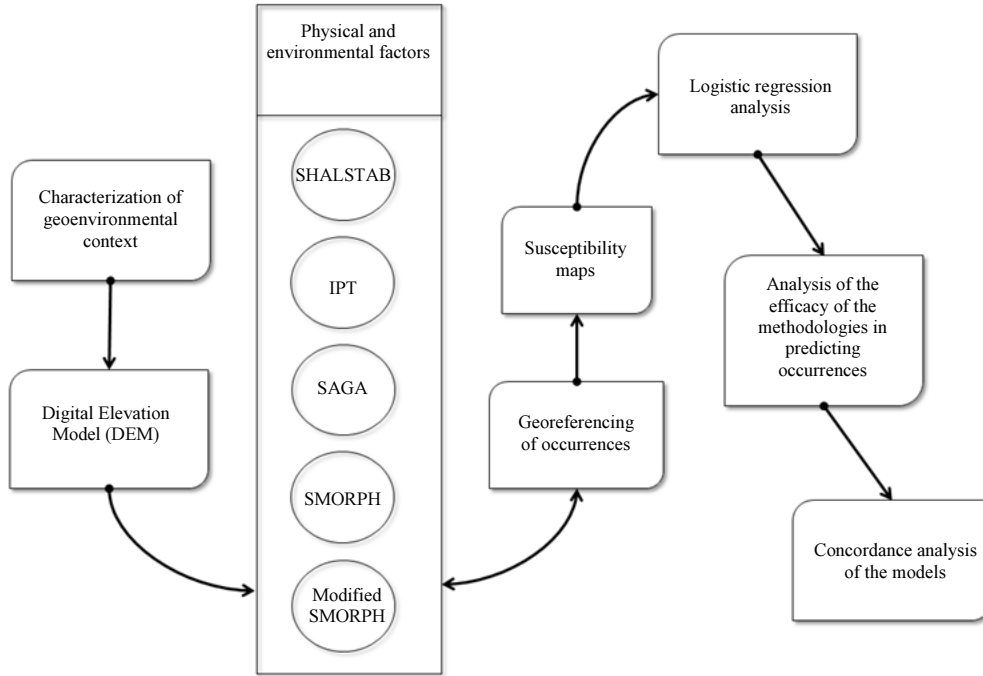 Characterization of
geoenvironmental
context
Digital Elevation
Model (DEM)
Physical and
environmental factors
SHALSTAB
IPT
SAGA
SMORPH
Modified
SMORPH
Georeferencing
of occurrences
Susceptibility
maps
Logistic regression
analysis
Analysis of the
efficacy of the
methodologies in
predicting
occurrences
Concordance analysis
of the models